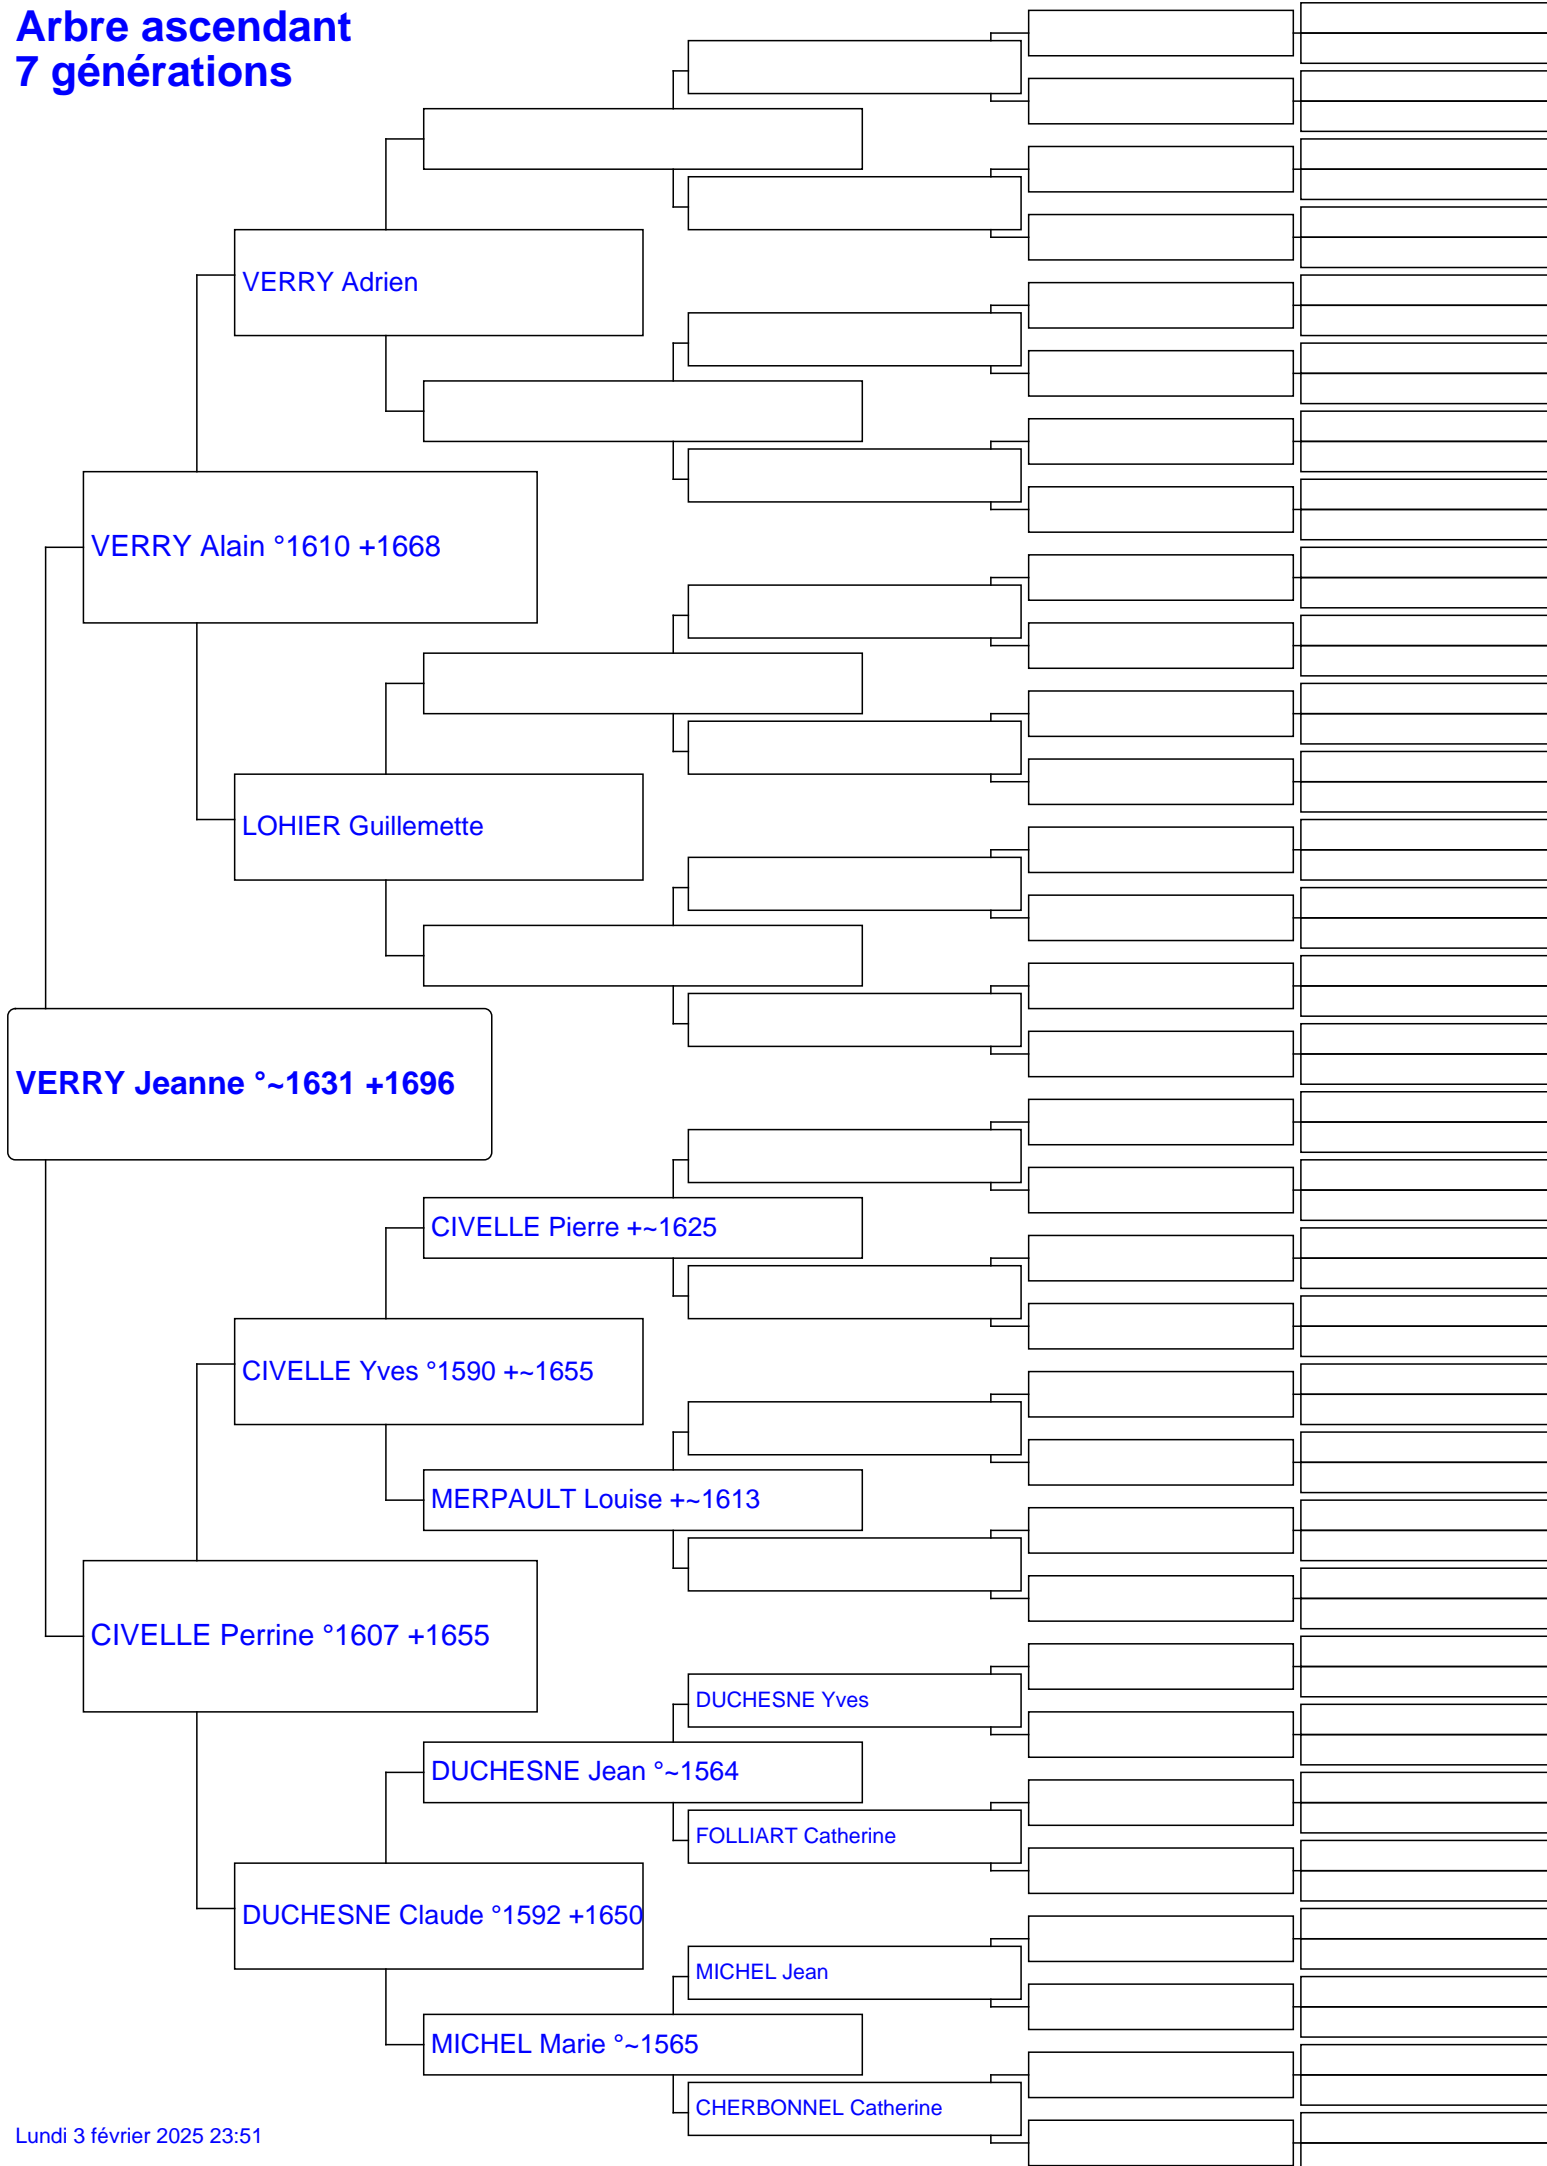 Arbre ascendant
7 générations
VERRY Adrien
VERRY Alain °1610 +1668
LOHIER Guillemette
VERRY Jeanne °~1631 +1696
CIVELLE Pierre +~1625
CIVELLE Yves °1590 +~1655
MERPAULT Louise +~1613
CIVELLE Perrine °1607 +1655
DUCHESNE Yves
DUCHESNE Jean °~1564
FOLLIART Catherine
DUCHESNE Claude °1592 +1650
MICHEL Jean
MICHEL Marie °~1565
CHERBONNEL Catherine
Lundi 3 février 2025 23:51